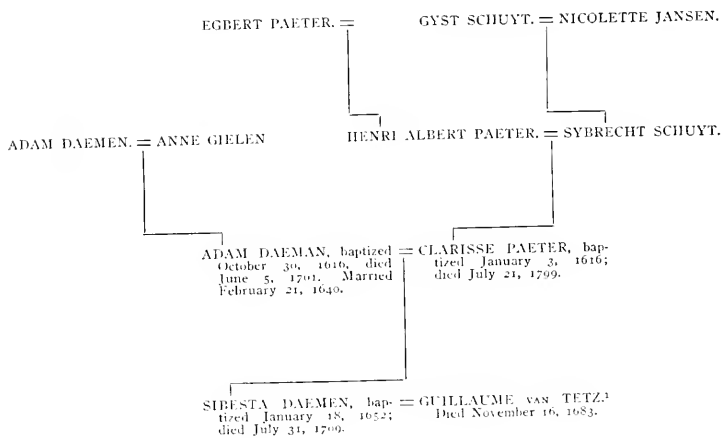 EGBERT PAETER. =
GYST SCHUYT. = NICOLETTE JANSEN.
ADAM DAEMEN. = ANNE GIELEN
HENRI ALBERT PAETER. = SYBRECHT SCHUYT.
ADAM DAEMAN, baptized
October 30, 1616, died
June 5, 1701. Married
February 21, 1640.
= CLARISSE PAETER, bap-
tized January 3, 1616;
died July 21, 1799.
SIBESTA DAEMEN, bap-
tized January 18, 1652;
died July 31, 1709.
= GUILLAUME VAN TETZ.¹
Died November 16, 1683.